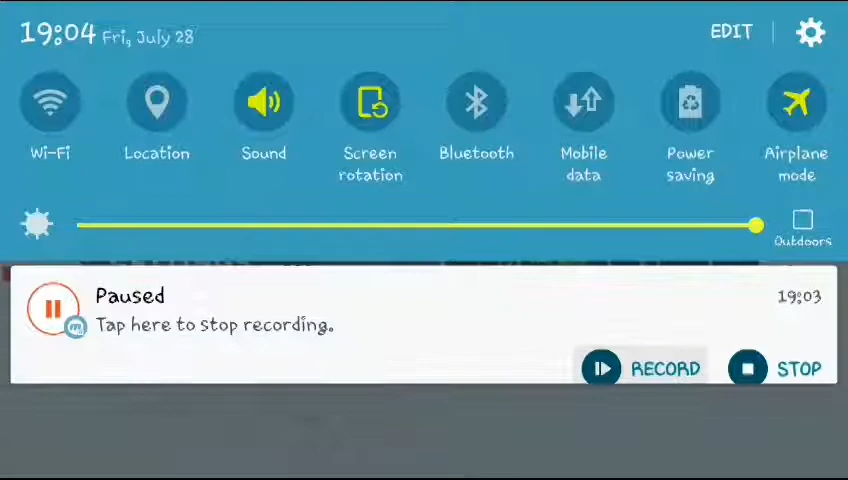 19:04 Fri, July 28 EDIT
Wi-Fi Location Sound Screen rotation Bluetooth Mobile data Power saving Airplane mode
Outdoors
Paused 19:03
Tap here to stop recording.
RECORD STOP